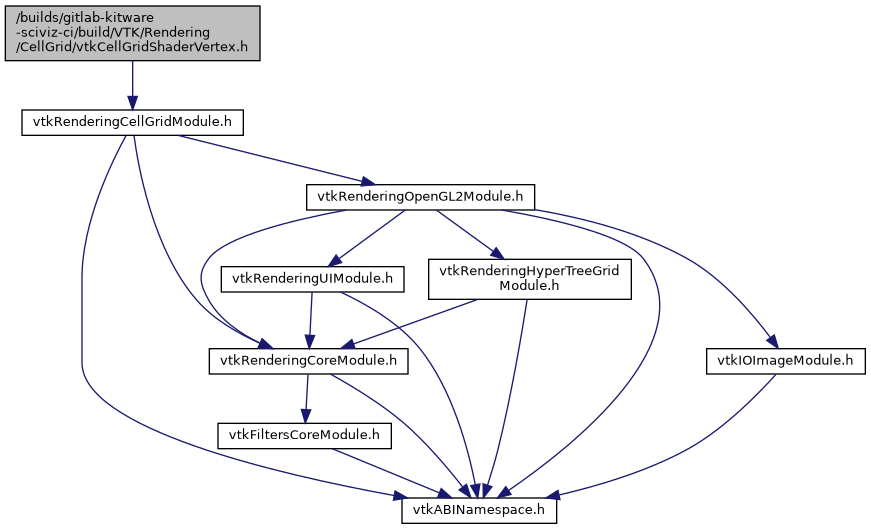 /builds/gitlab-kitware
-sciviz-ci/build/VTK/Rendering
/CellGrid/vtkCellGridShaderVertex.h
vtkRenderingCellGridModule.h
vtkRenderingOpenGL2Module.h
vtkRenderingUIModule.h
vtkRenderingHyperTreeGrid
Module.h
vtkRenderingCoreModule.h
vtkIOImageModule.h
vtkFiltersCoreModule.h
vtkABINamespace.h